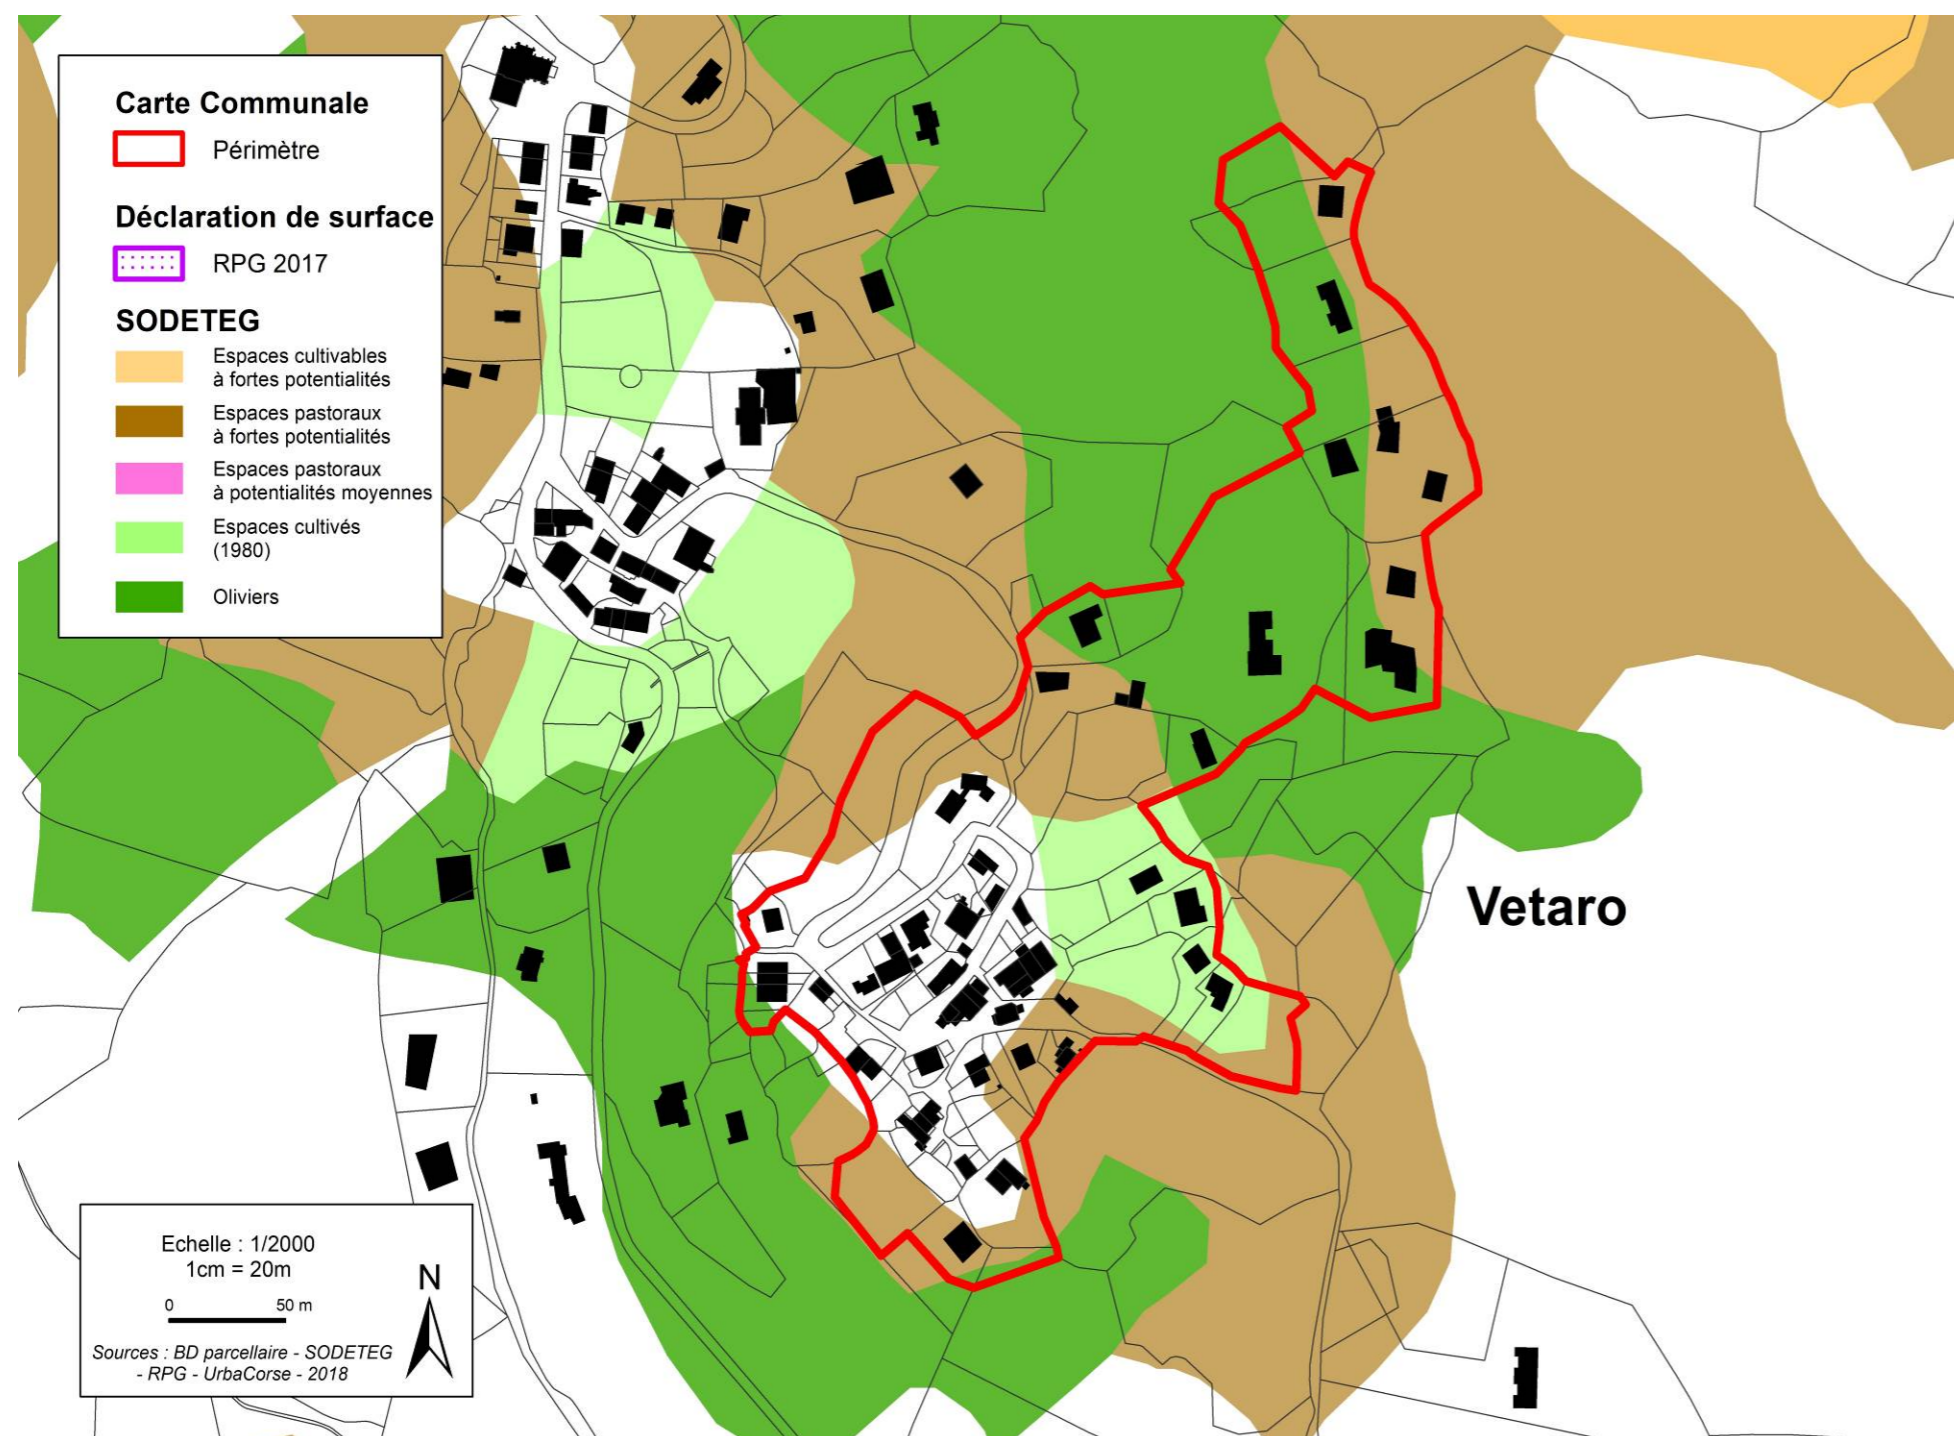 Carte Communale
Périmètre
Déclaration de surface
RPG 2017
SODETEG
Espaces cultivables
à fortes potentialités
Espaces pastoraux
à fortes potentialités
Espaces pastoraux
à potentialités moyennes
Espaces cultivés
(1980)
Oliviers
Vetaro
Echelle : 1/2000
1cm = 20m
N
0 50 m
Sources : BD parcellaire - SODETEG
- RPG - UrbaCorse - 2018